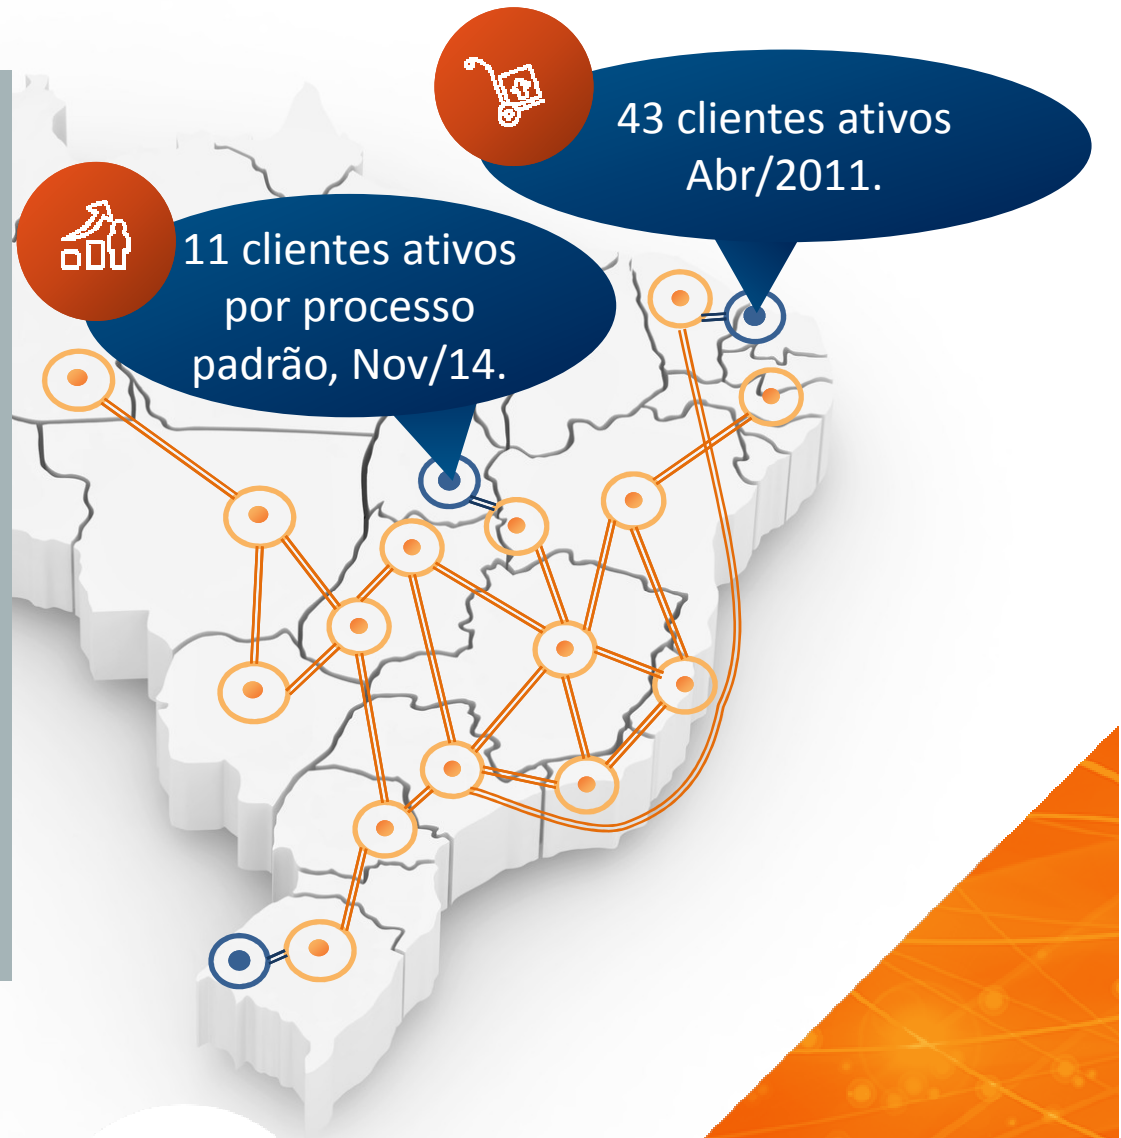 43 clientes ativos
Abr/2011.
11 clientes ativos
por processo
padrão, Nov/14.